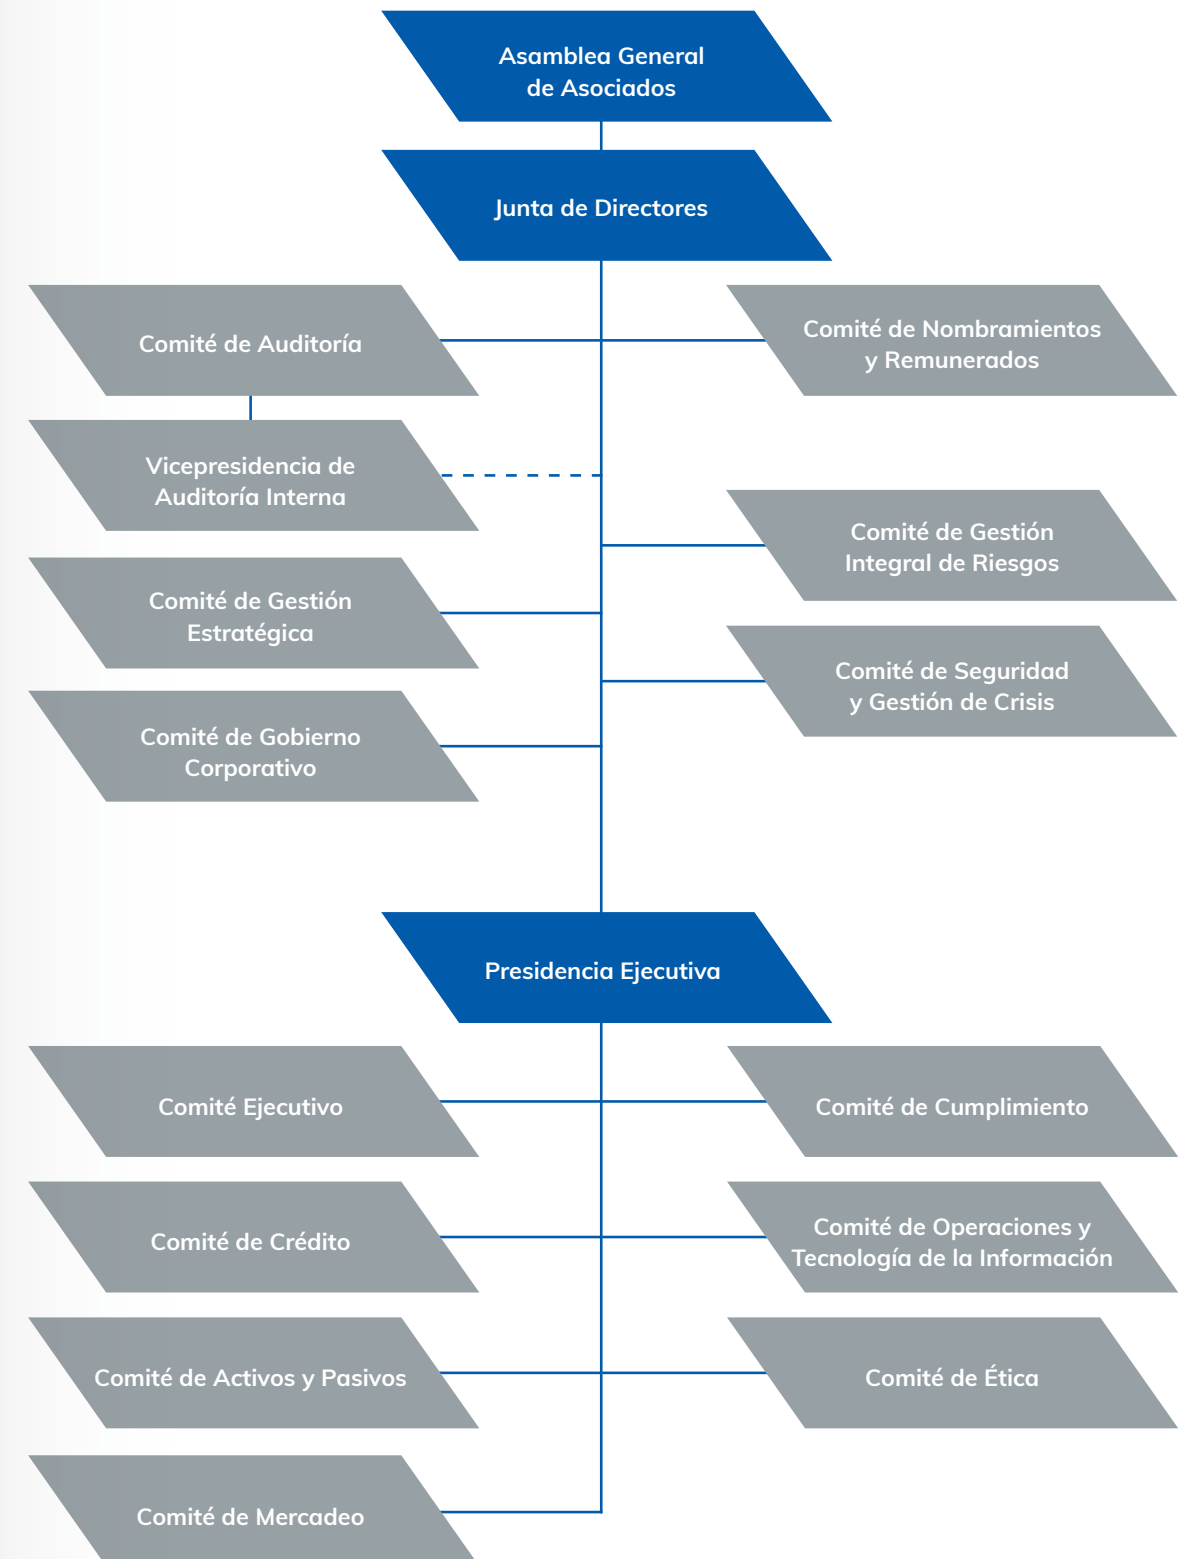 Asamblea General
de Asociados
Junta de Directores
Comité de Auditoría
Comité de Nombramientos
y Remunerados
Vicepresidencia de
Auditoría Interna
Comité de Gestión
Integral de Riesgos
Comité de Gestión
Estratégica
Comité de Seguridad
y Gestión de Crisis
Comité de Gobierno
Corporativo
Presidencia Ejecutiva
Comité Ejecutivo
Comité de Cumplimiento
Comité de Crédito
Comité de Operaciones y
Tecnología de la Información
Comité de Activos y Pasivos
Comité de Ética
Comité de Mercadeo